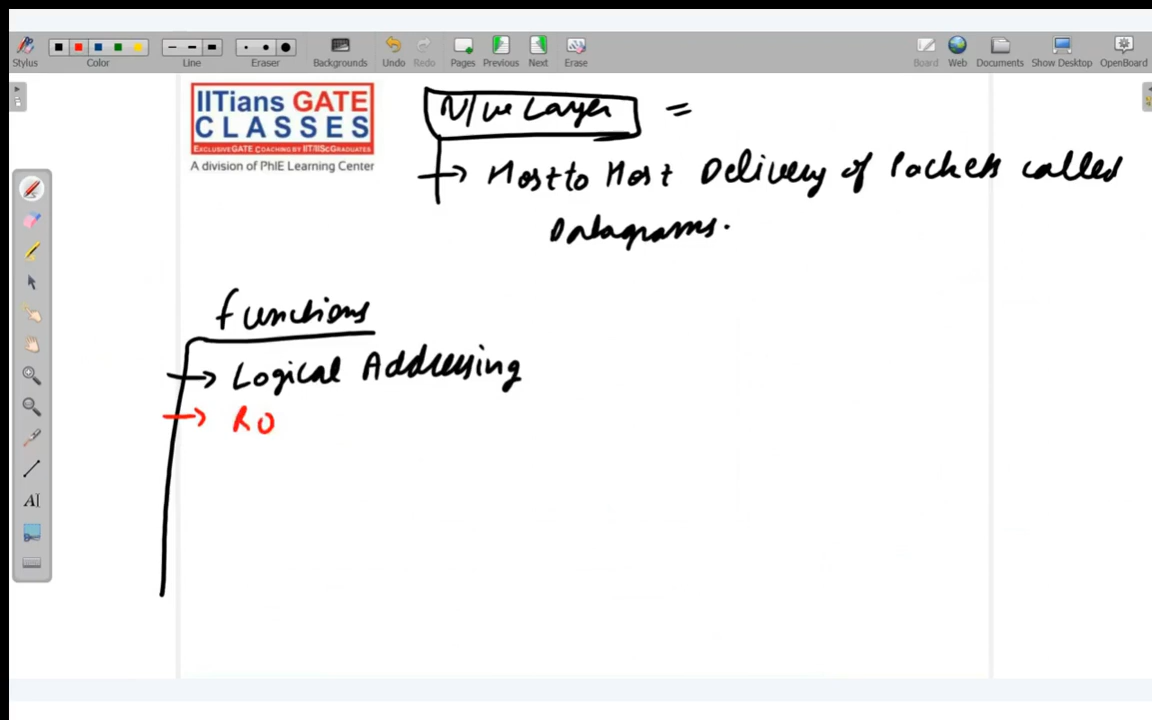 Stylus Color Line Eraser Backgrounds Undo Redo Pages Previous Next Erase Board Web Documents Show Desktop OpenBoard
IITians GATE
CLASSES
EXCLUSIVE GATE COACHING BY IIT/IISc GRADUATES
A division of PhIE Learning Center
N/w Layer =
→ Host to Host Delivery of Packets called
Datagrams.
functions
→ Logical Addressing
→ RO
AI